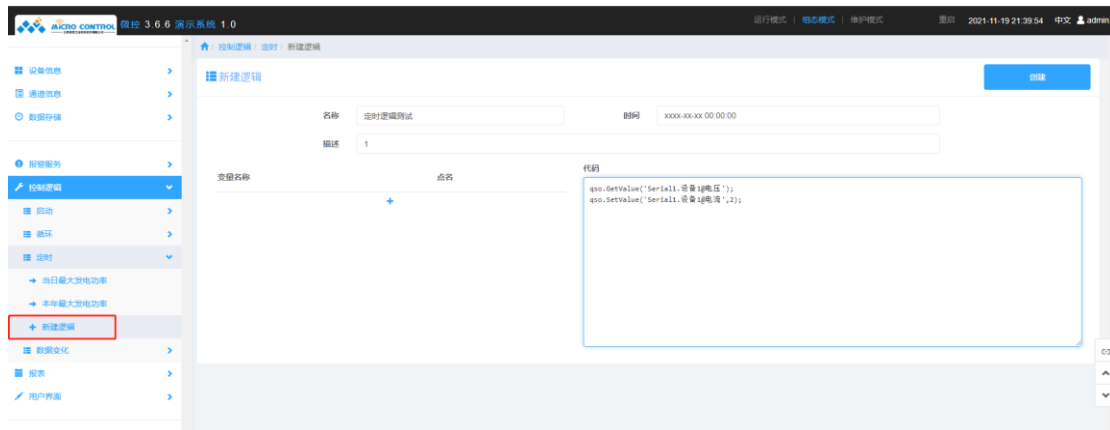 MICRO CONTROL 微控 3.6.6 演示系统 1.0
运行模式 | 组态模式 | 维护模式 重启 2021-11-19 21:39:54 中文 admin
/ 控制逻辑 / 定时 / 新建逻辑
设备信息
通道信息
数据存储
报警服务
控制逻辑
启动
循环
定时
当日最大发电功率
本年最大发电功率
新建逻辑
数据变化
报表
用户界面
新建逻辑
创建
名称 定时逻辑测试 时间 xxxx-xx-xx 00:00:00
描述 1
变量名称 点名
+
代码
qso.GetValue('Serial1.设备1@电压');
qso.SetValue('Serial1.设备1@电流',2);